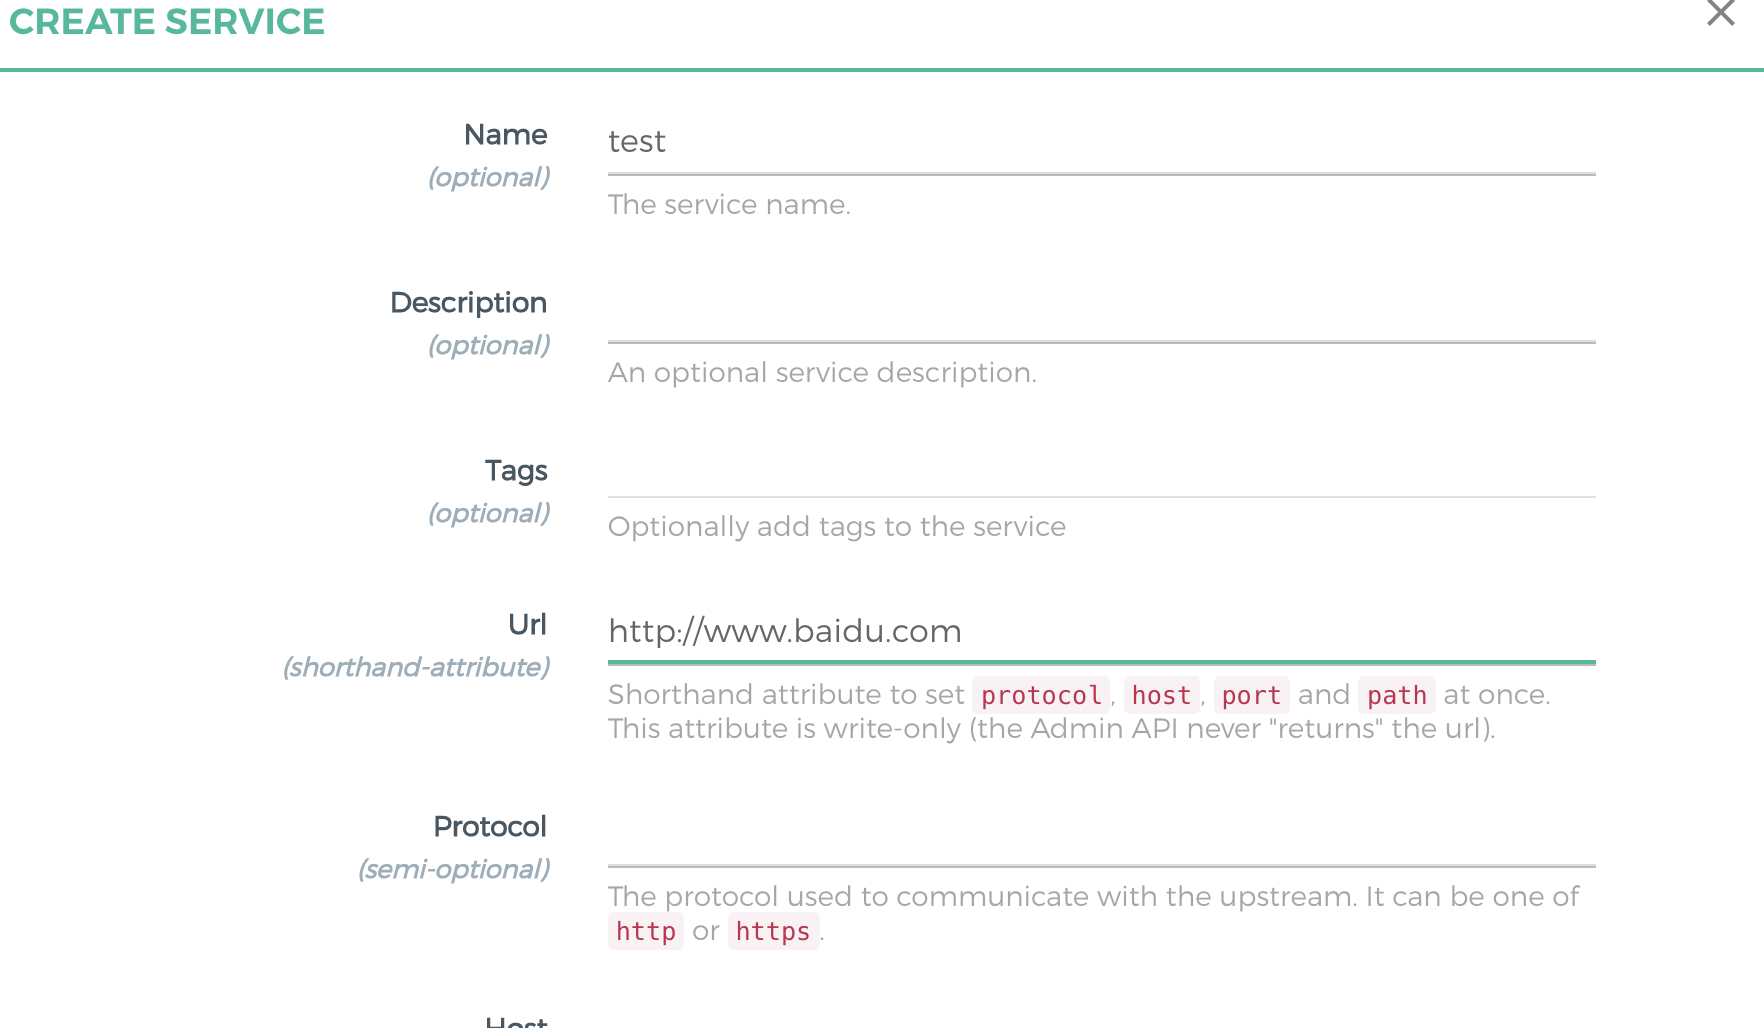 CREATE SERVICE
Name
(optional)
test
The service name.
Description
(optional)
An optional service description.
Tags
(optional)
Optionally add tags to the service
Url
(shorthand-attribute)
http://www.baidu.com
Shorthand attribute to set protocol, host, port and path at once.
This attribute is write-only (the Admin API never "returns" the url).
Protocol
(semi-optional)
The protocol used to communicate with the upstream. It can be one of
http or https.
Host